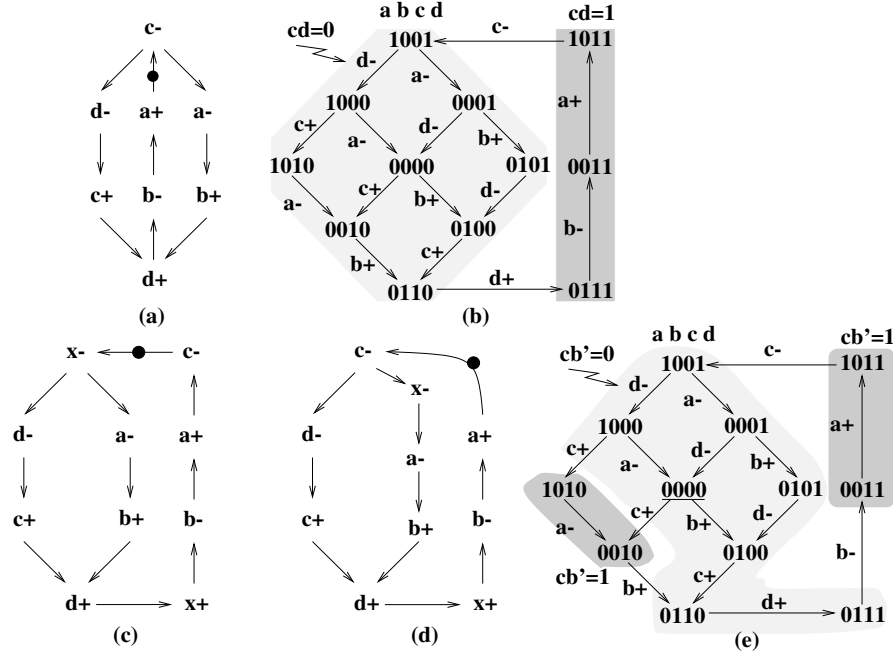 c-
d- a+ a-
c+ b- b+
d+
(a)
a b c d cd=1
cd=0 1001 c- 1011
d- a-
1000 0001 a+
c+ a- d- b+
1010 0000 0101 0011
a- c+ b+ d-
0010 0100 b-
b+ c+
0110 d+ 0111
(b)
x- c-
d- a- a+
c+ b+ b-
d+ x+
(c)
c-
x-
d- a- a+
c+ b+ b-
d+ x+
(d)
a b c d cb'=1
cb'=0 1001 c- 1011
d- a-
1000 0001 a+
c+ a- d- b+
1010 0000 0101 0011
a- c+ b+ d-
0010 0100 b-
cb'=1 b+ c+
0110 d+ 0111
(e)